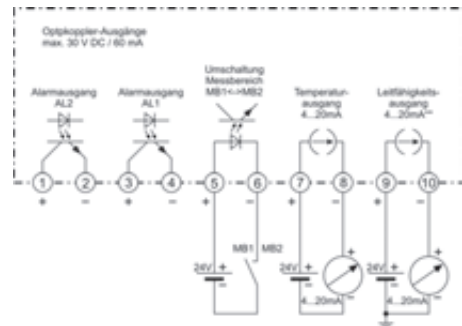 Optpkoppler-Ausgänge
max. 30 V DC / 60 mA
Umschaltung
Messbereich
MB1<->MB2
Temperatur-
ausgang
4...20mA
Leitfähigkeits-
ausgang
4...20mA
Alarmausgang
AL2
Alarmausgang
AL1
1 2 3 4 5 6 7 8 9 10
+ − + − + − + − + −
24V + − MB1 MB2 24V + − + − 24V + − + −
4...20mA 4...20mA